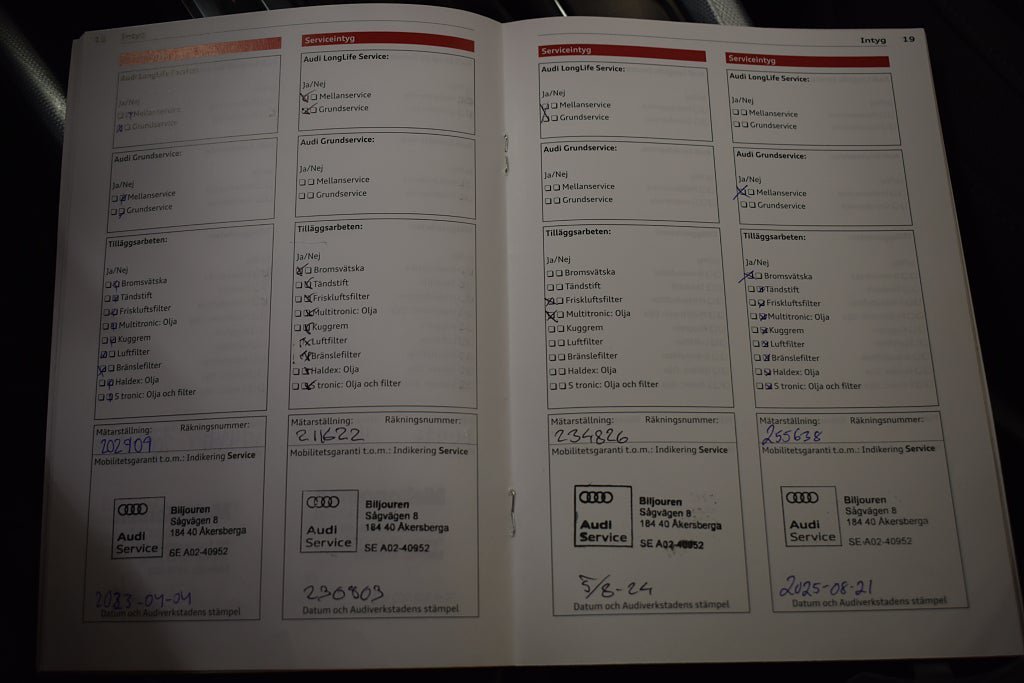 18 Intyg
Audi LongLife Service:
Ja/Nej
Mellanservice
Grundservice
Audi Grundservice:
Ja/Nej
Mellanservice
Grundservice
Tilläggsarbeten:
Ja/Nej
Bromsvätska
Tändstift
Friskluftsfilter
Multitronic: Olja
Kuggrem
Luftfilter
Bränslefilter
Haldex: Olja
S tronic: Olja och filter
Mätarställning: Räkningsnummer:
202909
Mobilitetsgaranti t.o.m.: Indikering Service
Audi
Service
Biljouren
Sågvägen 8
184 40 Åkersberga
SE A02-40952
2023-04-04
Datum och Audiverkstadens stämpel
Serviceintyg
Audi LongLife Service:
Ja/Nej
Mellanservice
Grundservice
Audi Grundservice:
Ja/Nej
Mellanservice
Grundservice
Tilläggsarbeten:
Ja/Nej
Bromsvätska
Tändstift
Friskluftsfilter
Multitronic: Olja
Kuggrem
Luftfilter
Bränslefilter
Haldex: Olja
S tronic: Olja och filter
Mätarställning: Räkningsnummer:
211622
Mobilitetsgaranti t.o.m.: Indikering Service
Audi
Service
Biljouren
Sågvägen 8
184 40 Åkersberga
SE A02-40952
230803
Datum och Audiverkstadens stämpel
Serviceintyg
Audi LongLife Service:
Ja/Nej
Mellanservice
Grundservice
Audi Grundservice:
Ja/Nej
Mellanservice
Grundservice
Tilläggsarbeten:
Ja/Nej
Bromsvätska
Tändstift
Friskluftsfilter
Multitronic: Olja
Kuggrem
Luftfilter
Bränslefilter
Haldex: Olja
S tronic: Olja och filter
Mätarställning: Räkningsnummer:
234826
Mobilitetsgaranti t.o.m.: Indikering Service
Audi
Service
Biljouren
Sågvägen 8
184 40 Åkersberga
SE A02-40952
5/8-24
Datum och Audiverkstadens stämpel
Intyg 19
Serviceintyg
Audi LongLife Service:
Ja/Nej
Mellanservice
Grundservice
Audi Grundservice:
Ja/Nej
Mellanservice
Grundservice
Tilläggsarbeten:
Ja/Nej
Bromsvätska
Tändstift
Friskluftsfilter
Multitronic: Olja
Kuggrem
Luftfilter
Bränslefilter
Haldex: Olja
S tronic: Olja och filter
Mätarställning: Räkningsnummer:
255638
Mobilitetsgaranti t.o.m.: Indikering Service
Audi
Service
Biljouren
Sågvägen 8
184 40 Åkersberga
SE A02-40952
2025-08-21
Datum och Audiverkstadens stämpel